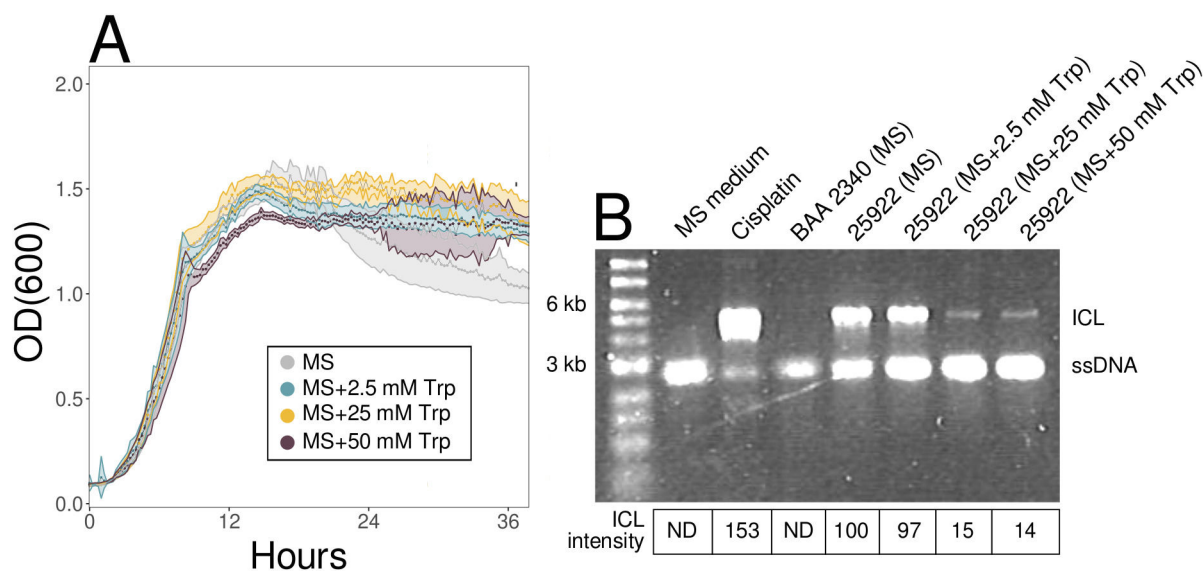 A
OD(600)
2.0
1.5
1.0
0.5
0.0
0
12
24
36
Hours
MS
MS+2.5 mM Trp
MS+25 mM Trp
MS+50 mM Trp
B
MS medium
Cisplatin
BAA 2340 (MS)
25922 (MS)
25922 (MS+2.5 mM Trp)
25922 (MS+25 mM Trp)
25922 (MS+50 mM Trp)
6 kb
3 kb
ICL
ssDNA
ICL
intensity
ND 153 ND 100 97 15 14